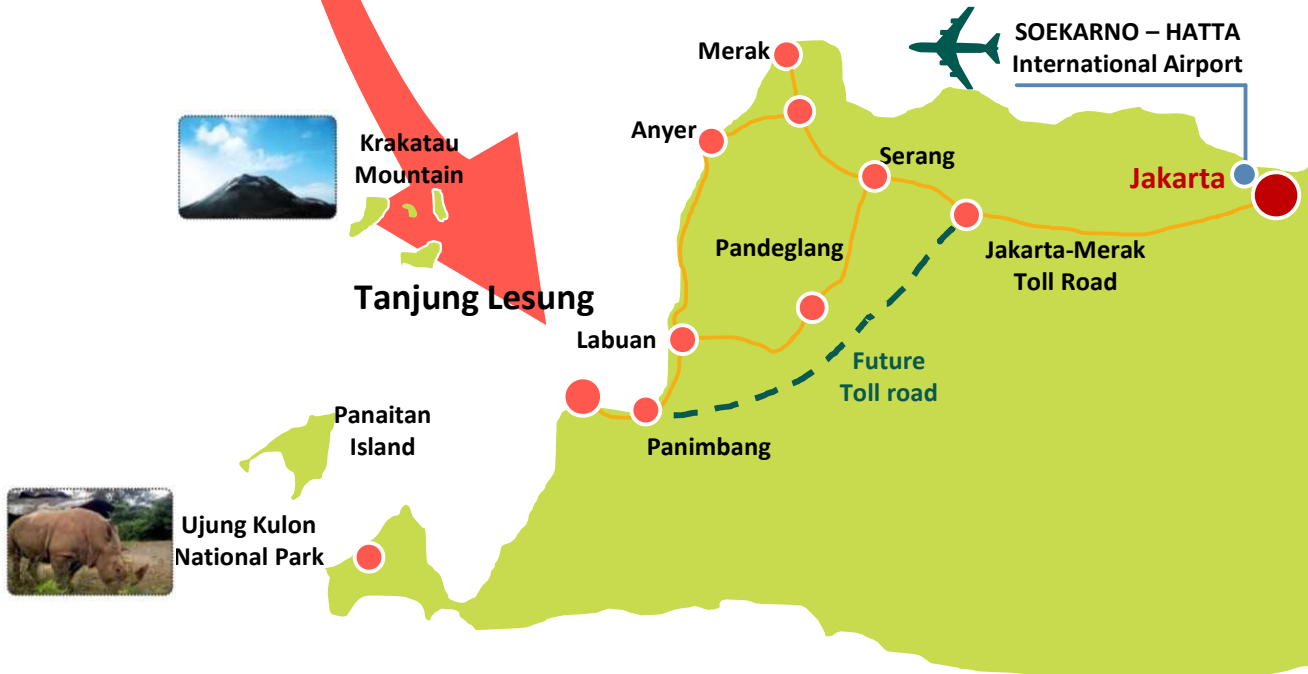 SOEKARNO – HATTA
International Airport
Merak
Anyer
Krakatau
Mountain
Serang
Jakarta
Pandeglang
Jakarta-Merak
Toll Road
Tanjung Lesung
Labuan
Future
Toll road
Panaitan
Island
Panimbang
Ujung Kulon
National Park